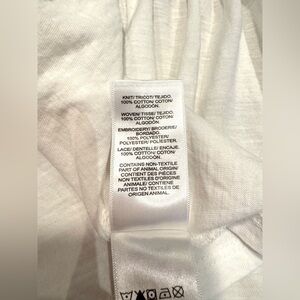 KNIT/ TRICOT/ TEJIDO.
100% COTTON/ COTON/
ALGODON.
WOVEN/ TISSE/ TEJIDO.
100% COTTON/ COTON/
ALGODON.
EMBROIDERY/ BRODERIE/
BORDADO.
100% POLYESTER/
POLYESTER/ POLIESTER.
LACE/ DENTELLE/ ENCAJE.
100% COTTON/ COTON/
ALGODON.
CONTAINS NON-TEXTILE
PART OF ANIMAL ORIGIN/
CONTIENT DES PIÈCES
NON TEXTILES D'ORIGINE
ANIMALE/ CONTIENE
PARTES NO TEXTILES DE
ORIGEN ANIMAL.